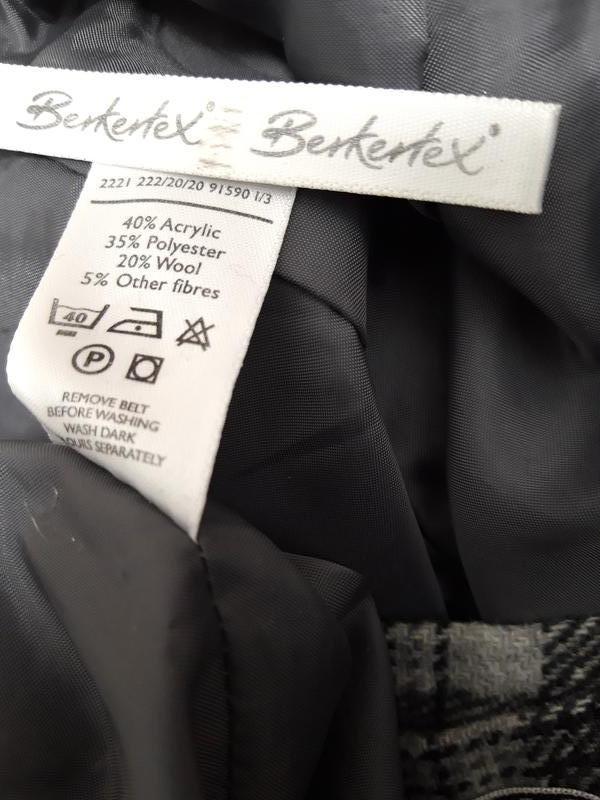 Berkertex® Berkertex®
2221 222/20/20 91590 1/3
40% Acrylic
35% Polyester
20% Wool
5% Other fibres
40
P
REMOVE BELT
BEFORE WASHING
WASH DARK
SEPARATELY